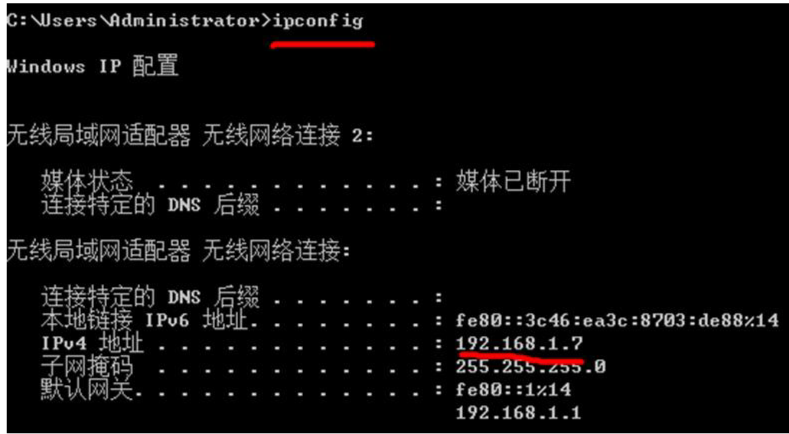 C:\Users\Administrator>ipconfig
Windows IP 配置
无线局域网适配器 无线网络连接 2:
媒体状态 . . . . . . . . . . . . : 媒体已断开
连接特定的 DNS 后缀 . . . . . . . :
无线局域网适配器 无线网络连接:
连接特定的 DNS 后缀 . . . . . . . :
本地链接 IPv6 地址. . . . . . . . : fe80::3c46:ea3c:8703:de88%14
IPv4 地址 . . . . . . . . . . . . : 192.168.1.7
子网掩码 . . . . . . . . . . . . : 255.255.255.0
默认网关. . . . . . . . . . . . . : fe80::1%14
192.168.1.1